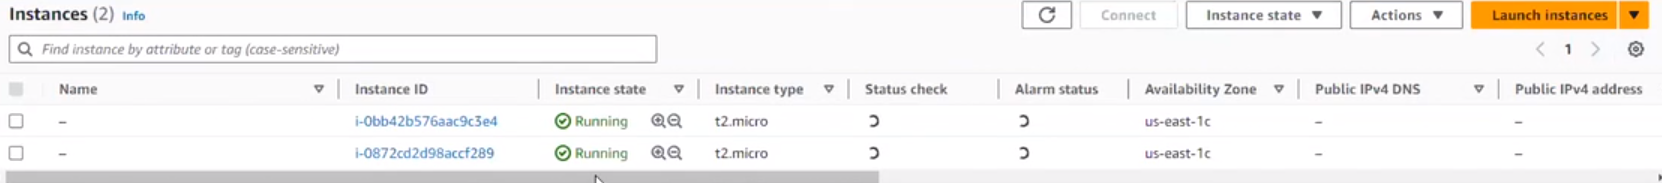 Instances (2) Info Connect Instance state Actions Launch instances
Find instance by attribute or tag (case-sensitive) 1
Name Instance ID Instance state Instance type Status check Alarm status Availability Zone Public IPv4 DNS Public IPv4 address
– i-0bb42b576aac9c3e4 Running t2.micro us-east-1c – –
– i-0872cd2d98accf289 Running t2.micro us-east-1c – –